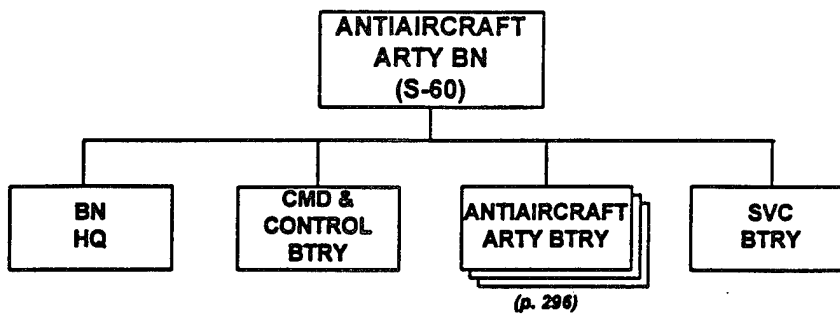 ANTIAIRCRAFT
ARTY BN
(S-60)
BN
HQ
CMD &
CONTROL
BTRY
ANTIAIRCRAFT
ARTY BTRY
SVC
BTRY
(p. 296)